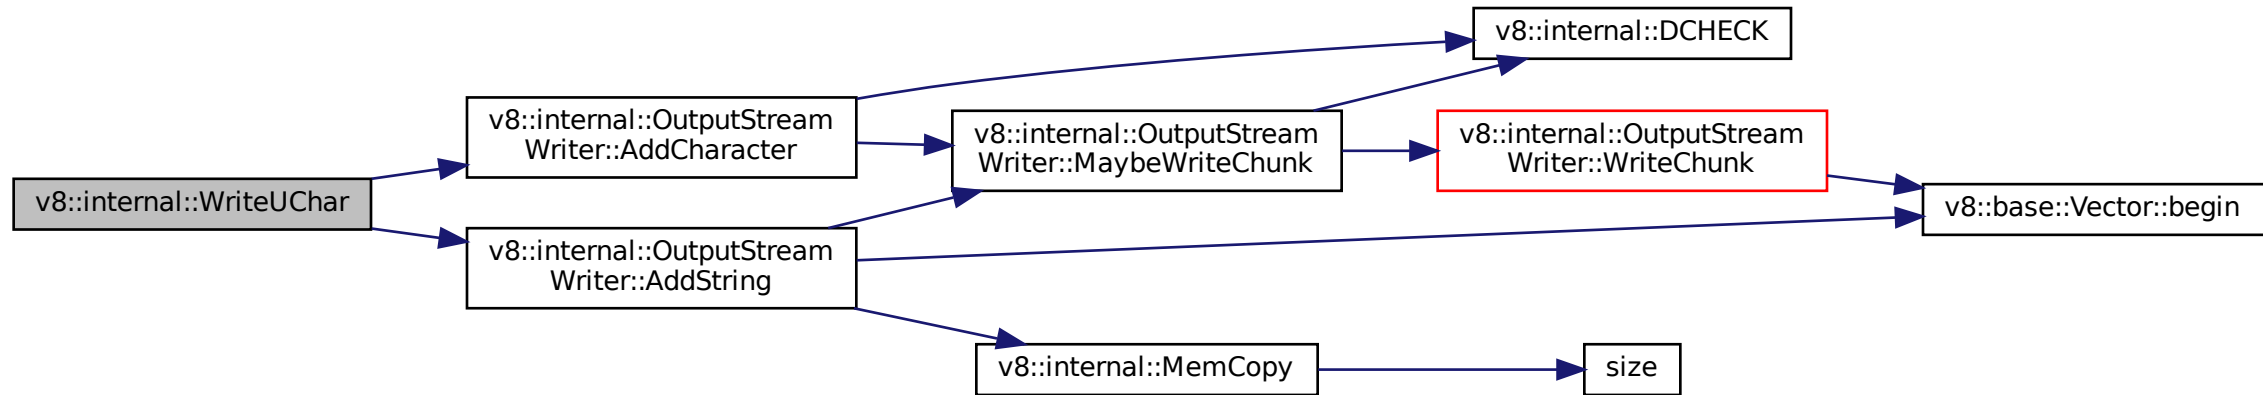 v8::internal::WriteUChar
v8::internal::OutputStream
Writer::AddCharacter
v8::internal::OutputStream
Writer::AddString
v8::internal::OutputStream
Writer::MaybeWriteChunk
v8::internal::MemCopy
v8::internal::DCHECK
v8::internal::OutputStream
Writer::WriteChunk
size
v8::base::Vector::begin